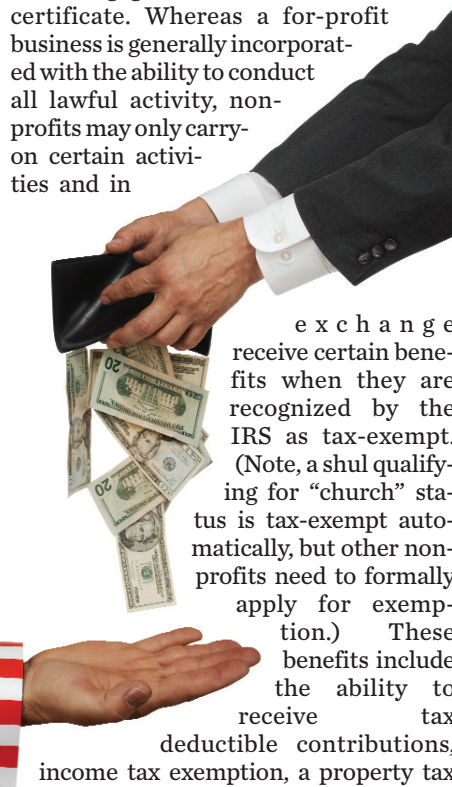 certificate. Whereas a for-profit
business is generally incorporat-
ed with the ability to conduct
all lawful activity, non-
profits may only carry-
on certain activi-
ties and in
exchange
receive certain bene-
fits when they are
recognized by the
IRS as tax-exempt.
(Note, a shul qualify-
ing for “church” sta-
tus is tax-exempt auto-
matically, but other non-
profits need to formally
apply for exemp-
tion.) These
benefits include
the ability to
receive tax
deductible contributions,
income tax exemption, a property tax
20
20